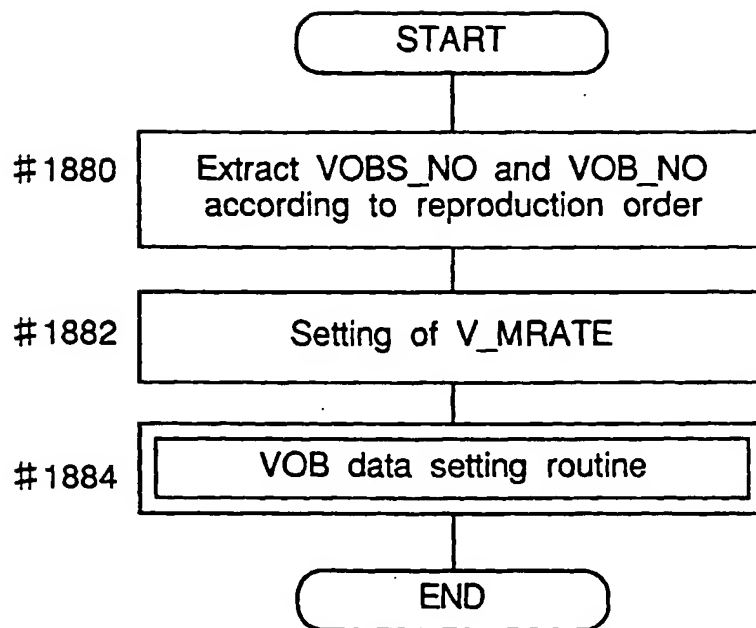 START
#1880
Extract VOBS_NO and VOB_NO
according to reproduction order
#1882
Setting of V_MRATE
#1884
VOB data setting routine
END